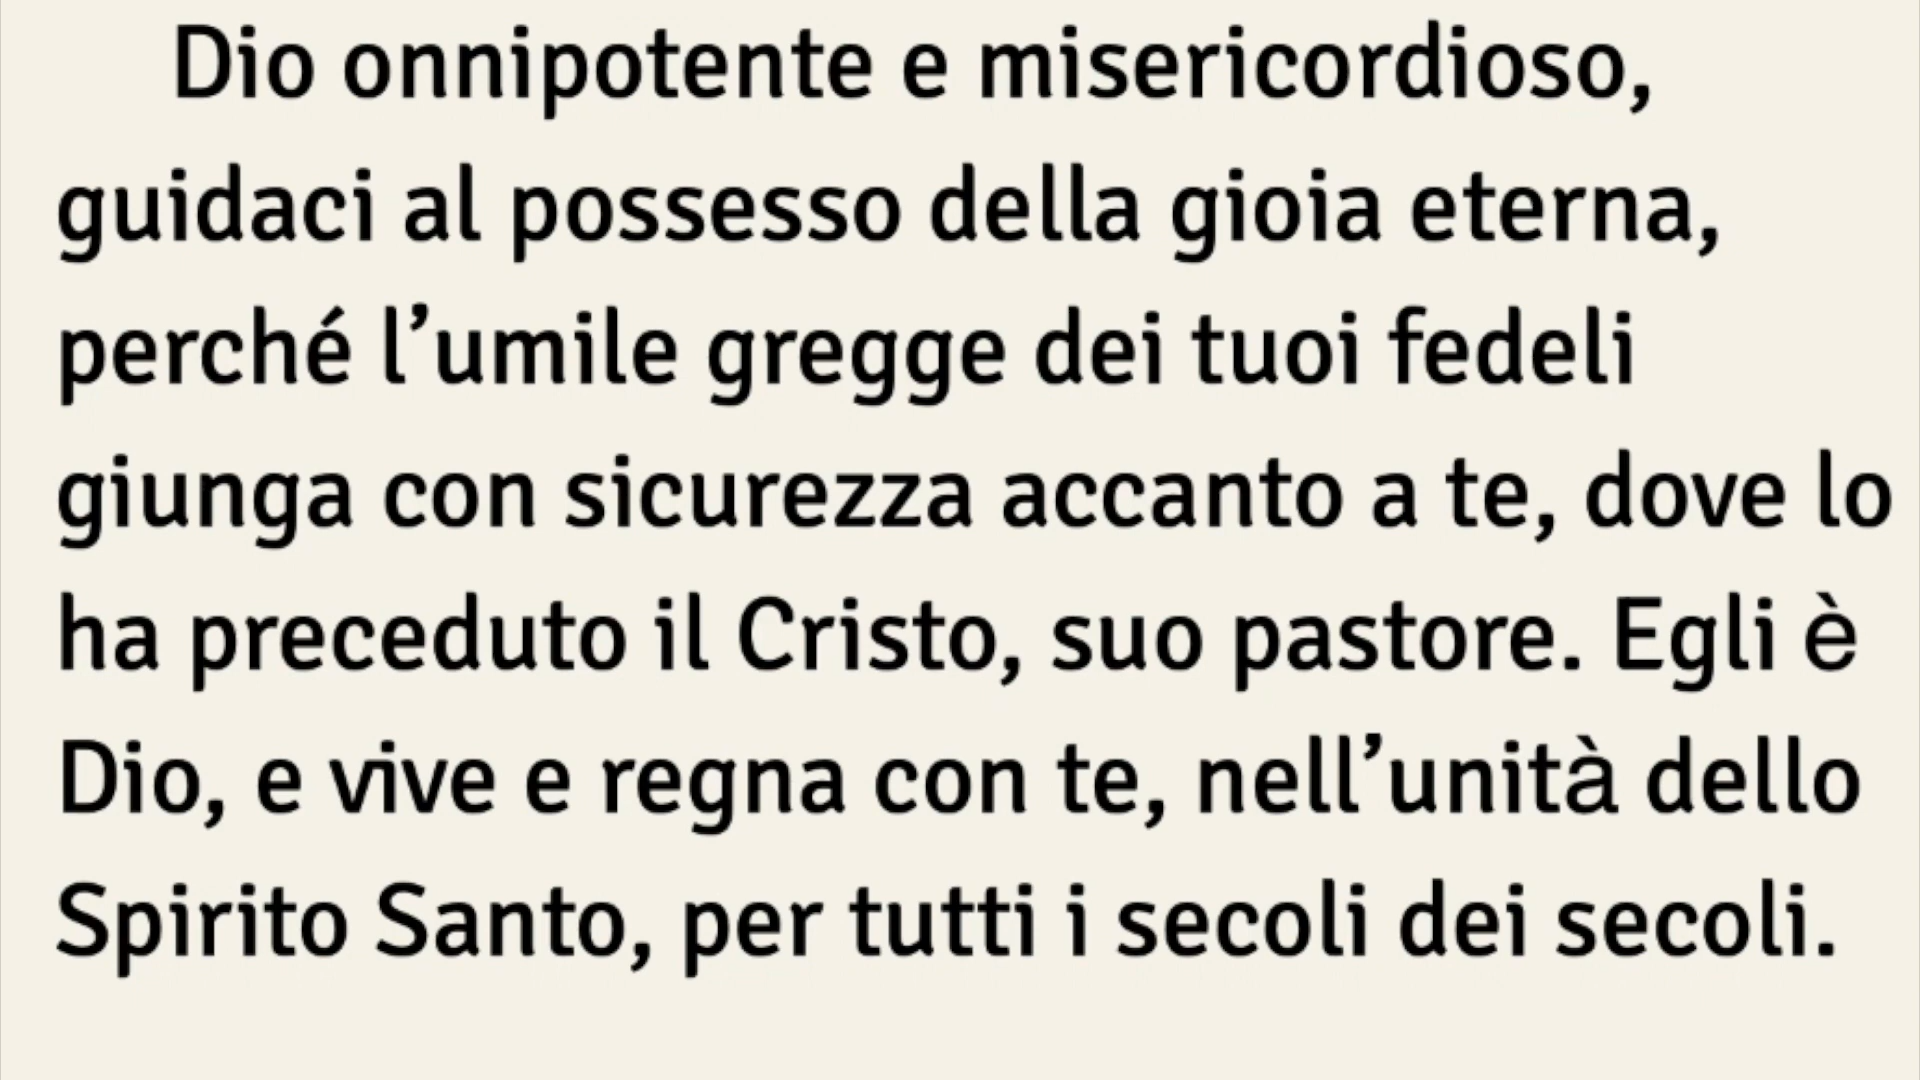 Dio onnipotente e misericordioso,
guidaci al possesso della gioia eterna,
perché l’umile gregge dei tuoi fedeli
giunga con sicurezza accanto a te, dove lo
ha preceduto il Cristo, suo pastore. Egli è
Dio, e vive e regna con te, nell’unità dello
Spirito Santo, per tutti i secoli dei secoli.